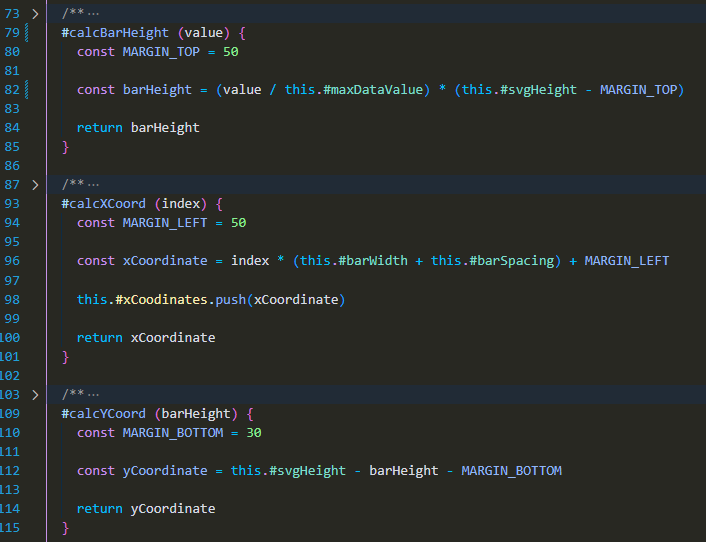 73 > /** ···
79 #calcBarHeight (value) {
80 const MARGIN_TOP = 50
81
82 const barHeight = (value / this.#maxDataValue) * (this.#svgHeight - MARGIN_TOP)
83
84 return barHeight
85 }
86
87 > /** ···
93 #calcXCoord (index) {
94 const MARGIN_LEFT = 50
95
96 const xCoordinate = index * (this.#barWidth + this.#barSpacing) + MARGIN_LEFT
97
98 this.#xCoodinates.push(xCoordinate)
99
100 return xCoordinate
101 }
102
103 > /** ···
109 #calcYCoord (barHeight) {
110 const MARGIN_BOTTOM = 30
111
112 const yCoordinate = this.#svgHeight - barHeight - MARGIN_BOTTOM
113
114 return yCoordinate
115 }